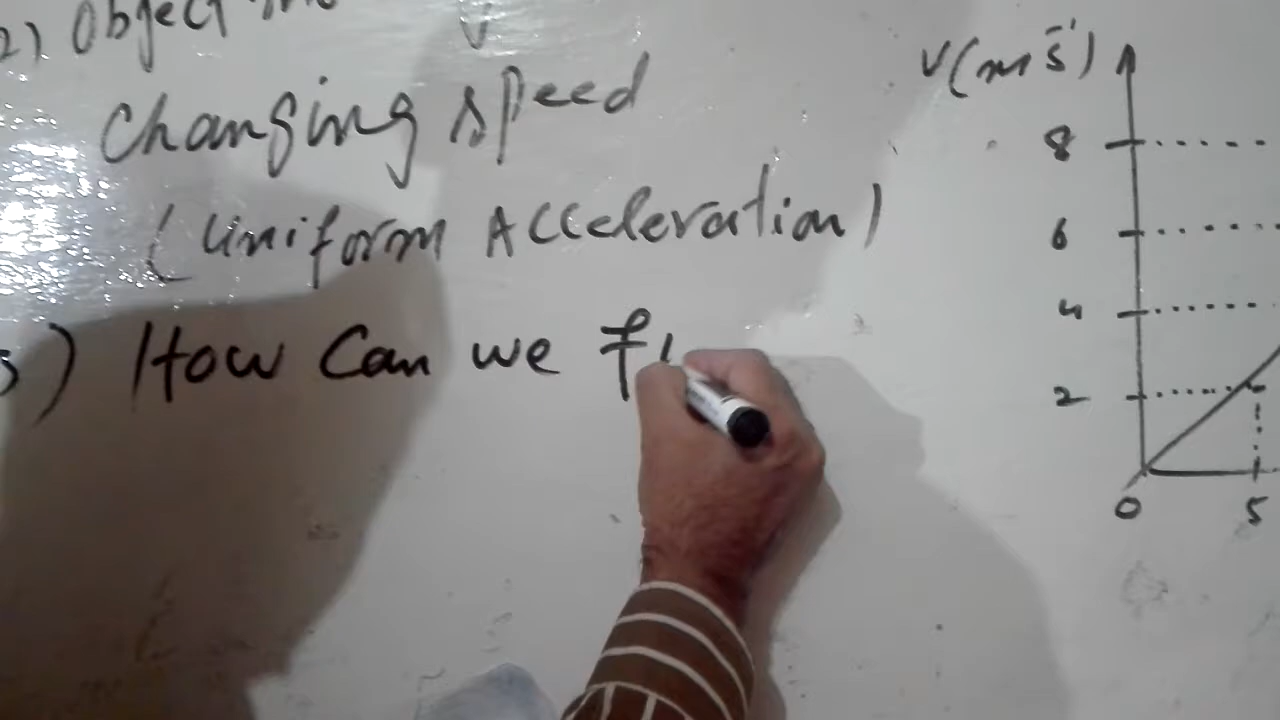 2) Object
Changing speed
(Uniform Acceleration)
) How Can we
V(ms⁻¹)
8
6
4
2
0 5